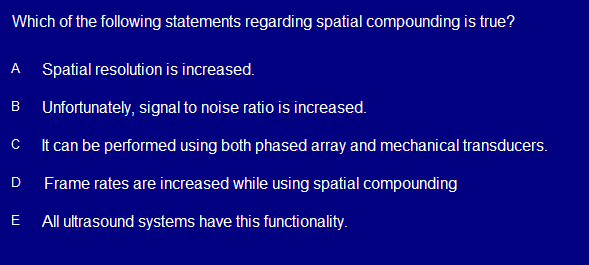 Which of the following statements regarding spatial compounding is true?
A Spatial resolution is increased.
B Unfortunately, signal to noise ratio is increased.
C It can be performed using both phased array and mechanical transducers.
D Frame rates are increased while using spatial compounding
E All ultrasound systems have this functionality.